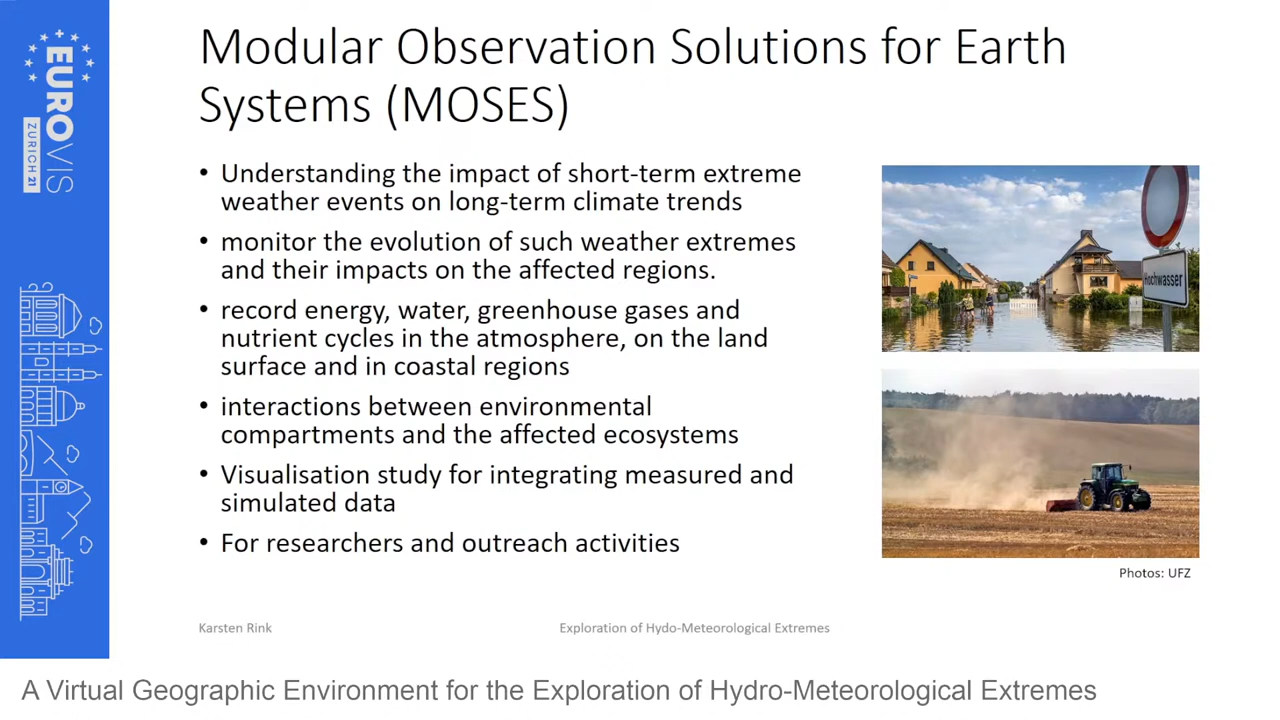 EUROVIS
ZURICH 21
Modular Observation Solutions for Earth
Systems (MOSES)
• Understanding the impact of short-term extreme
weather events on long-term climate trends
• monitor the evolution of such weather extremes
and their impacts on the affected regions.
• record energy, water, greenhouse gases and
nutrient cycles in the atmosphere, on the land
surface and in coastal regions
• interactions between environmental
compartments and the affected ecosystems
• Visualisation study for integrating measured and
simulated data
• For researchers and outreach activities
Hochwasser
Photos: UFZ
Karsten Rink
Exploration of Hydo-Meteorological Extremes
A Virtual Geographic Environment for the Exploration of Hydro-Meteorological Extremes